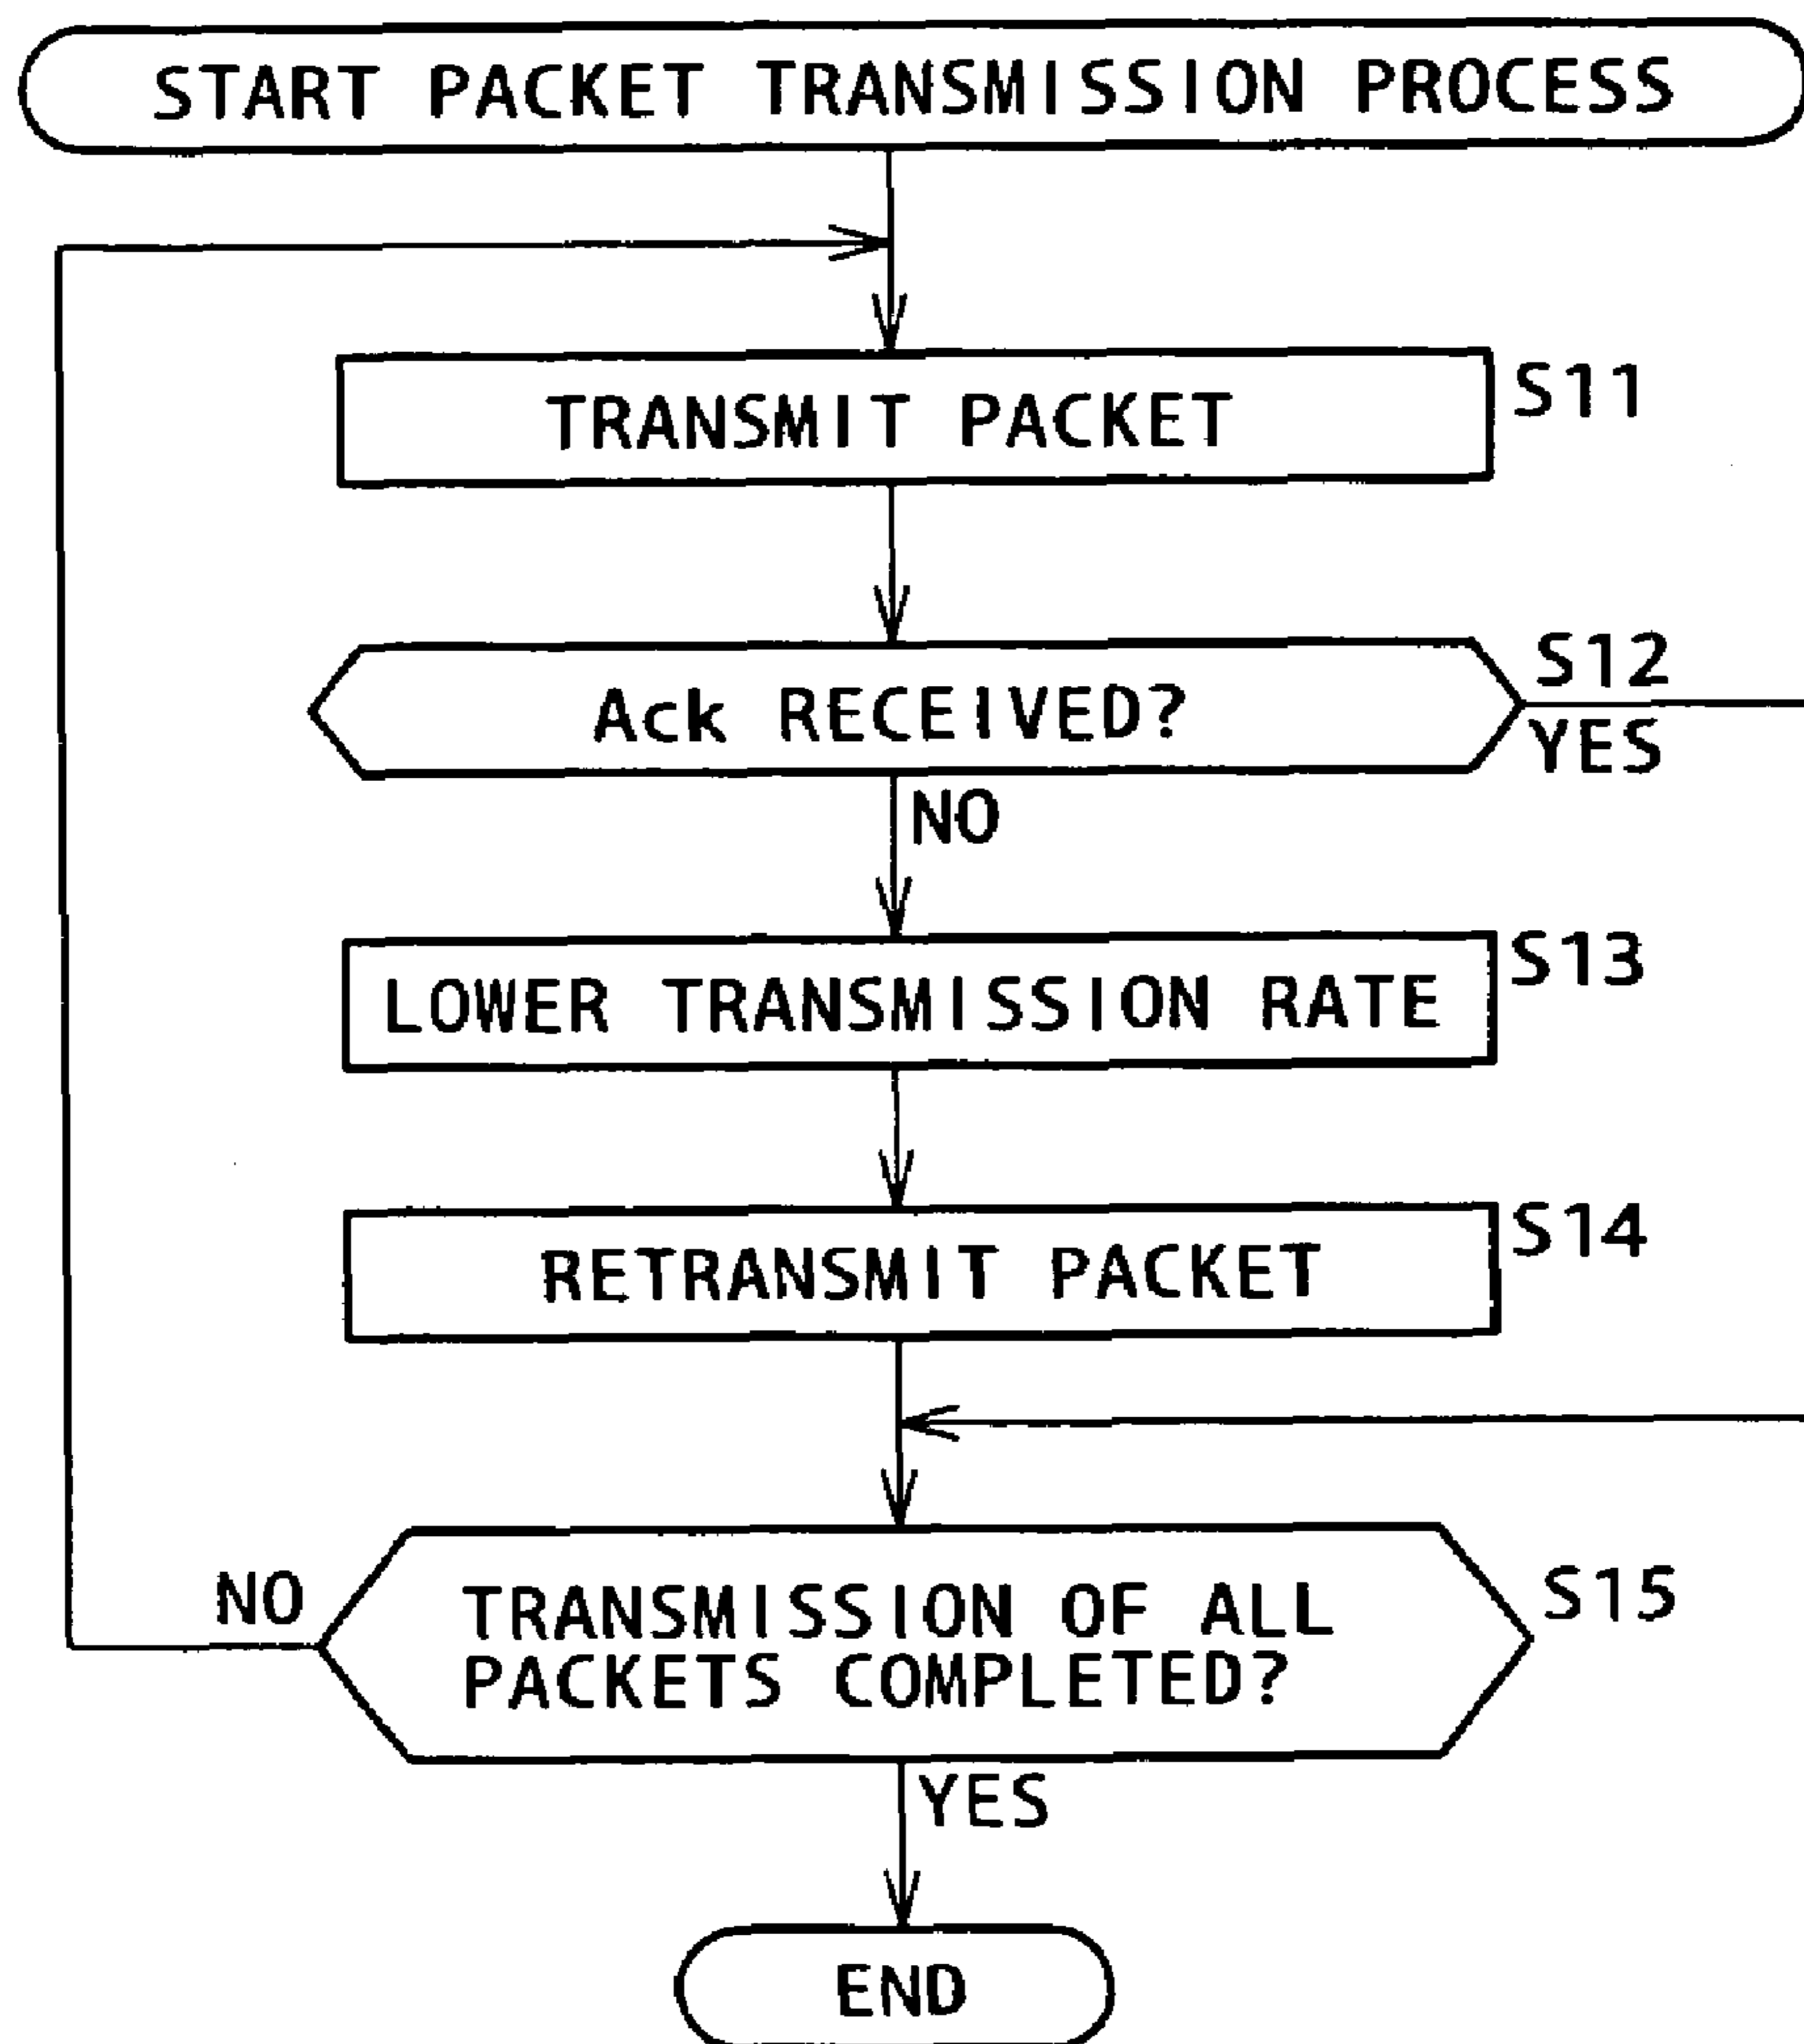 START PACKET TRANSMISSION PROCESS
TRANSMIT PACKET
S11
Ack RECEIVED?
S12
YES
NO
LOWER TRANSMISSION RATE
S13
RETRANSMIT PACKET
S14
NO
TRANSMISSION OF ALL
PACKETS COMPLETED?
S15
YES
END